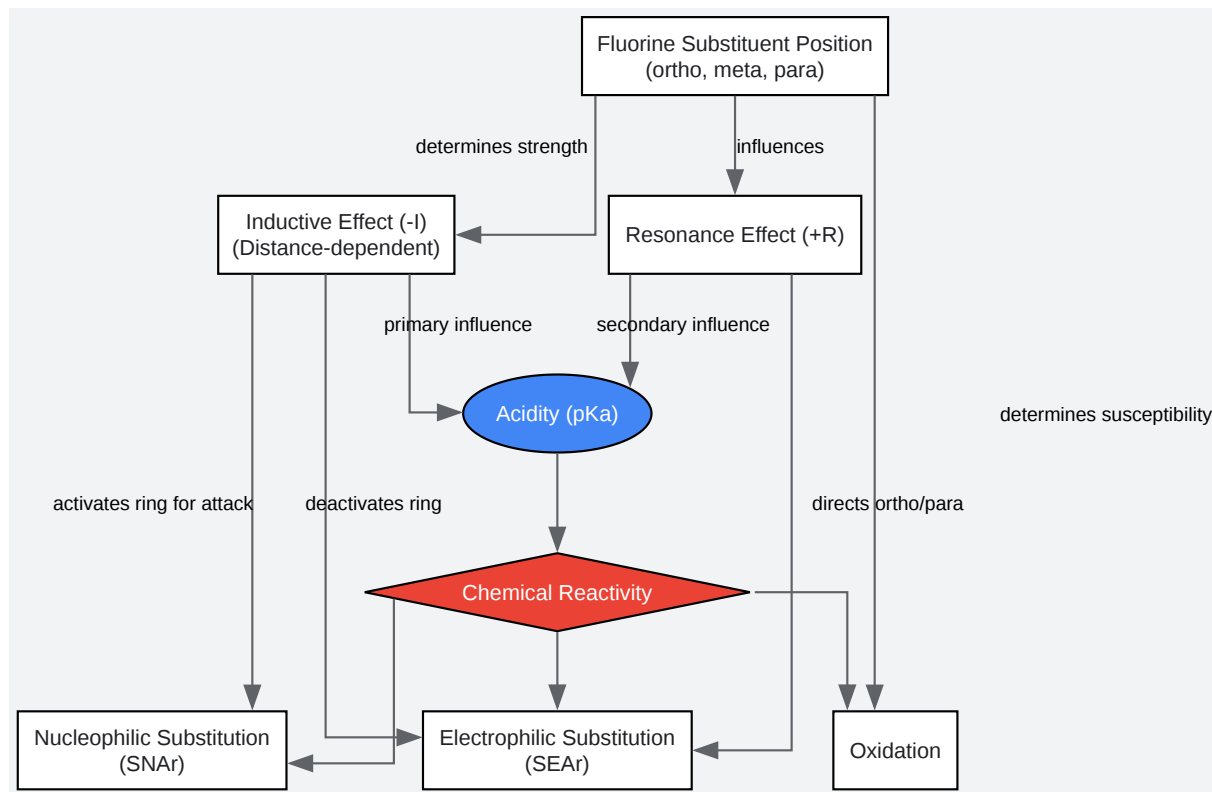 Fluorine Substituent Position
(ortho, meta, para)
determines strength
influences
Inductive Effect (-I)
(Distance-dependent)
Resonance Effect (+R)
primary influence
secondary influence
Acidity (pKa)
determines susceptibility
activates ring for attack
deactivates ring
directs ortho/para
Chemical Reactivity
Nucleophilic Substitution
(SNAr)
Electrophilic Substitution
(SEAr)
Oxidation